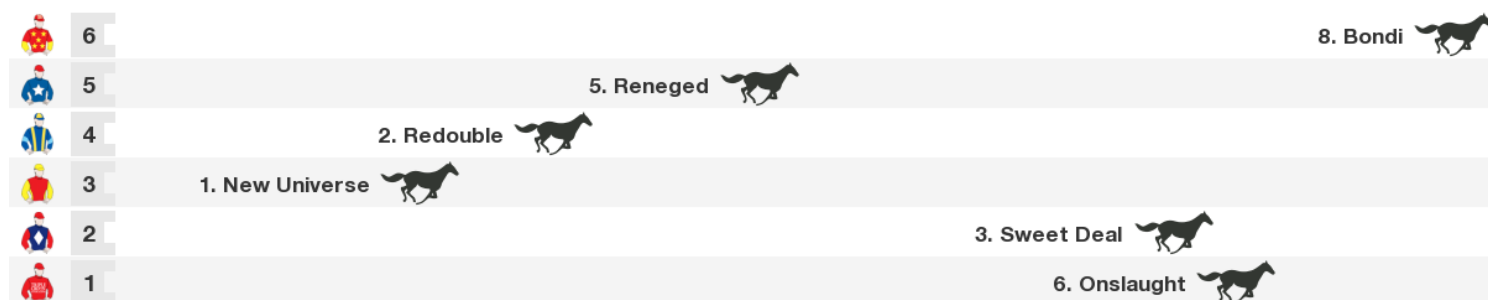 6 8. Bondi
5 5. Reneged
4 2. Redouble
3 1. New Universe
2 3. Sweet Deal
1 6. Onslaught